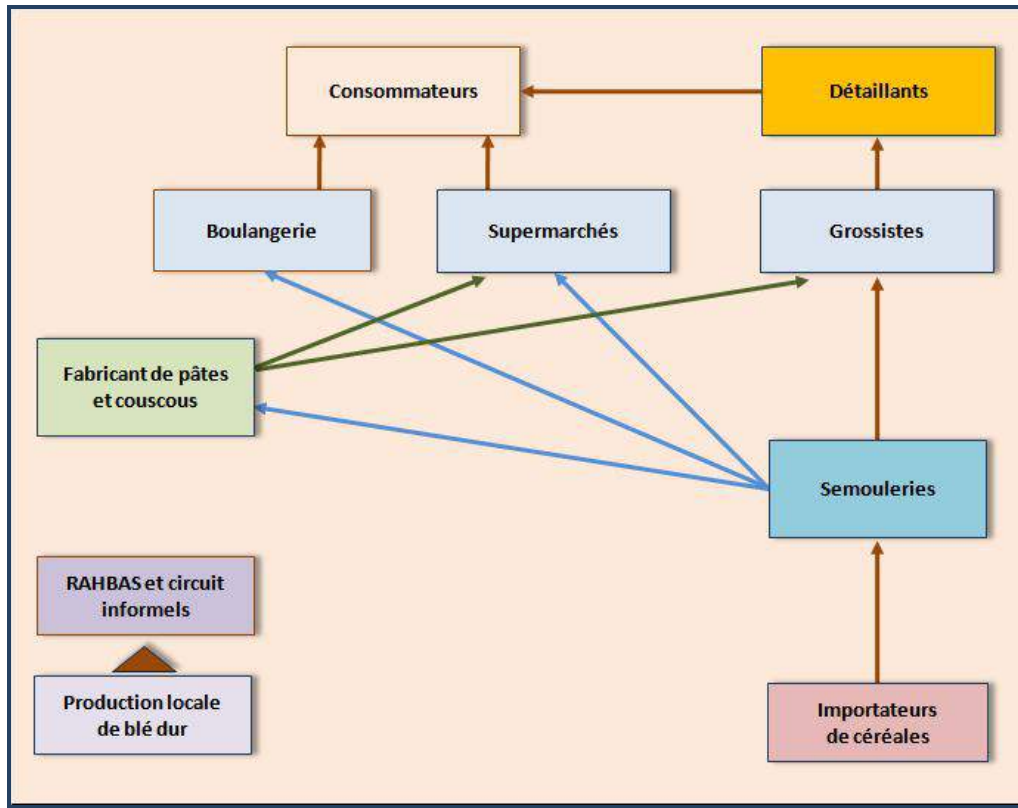 Consommateurs
Détaillants
Boulangerie
Supermarchés
Grossistes
Fabricant de pâtes
et couscous
Semouleries
RAHBAS et circuit
informels
Production locale
de blé dur
Importateurs
de céréales